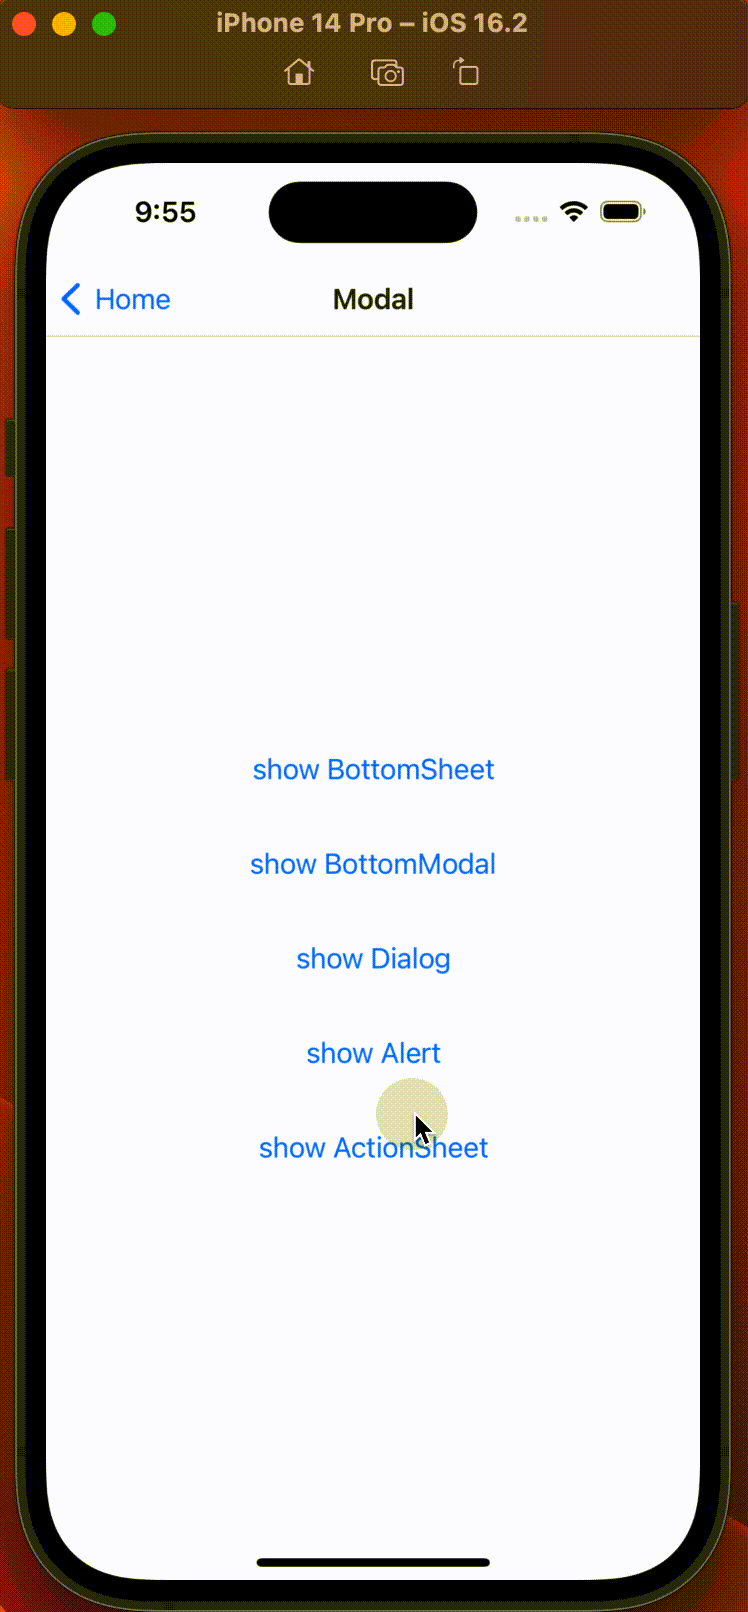 iPhone 14 Pro – iOS 16.2
9:55
Home
Modal
show BottomSheet
show BottomModal
show Dialog
show Alert
show ActionSheet